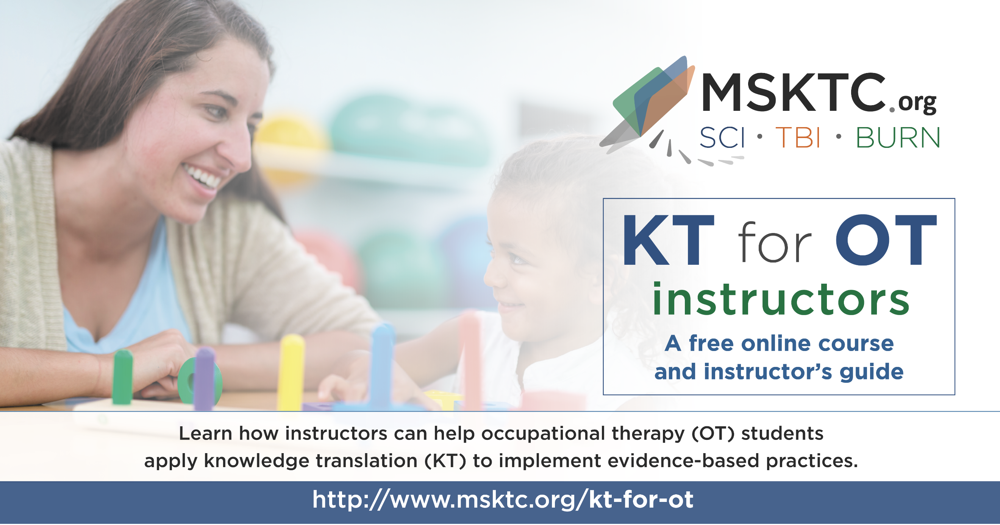 MSKTC.org
SCI • TBI • BURN
KT for OT
instructors
A free online course
and instructor’s guide
Learn how instructors can help occupational therapy (OT) students
apply knowledge translation (KT) to implement evidence-based practices.
http://www.msktc.org/kt-for-ot